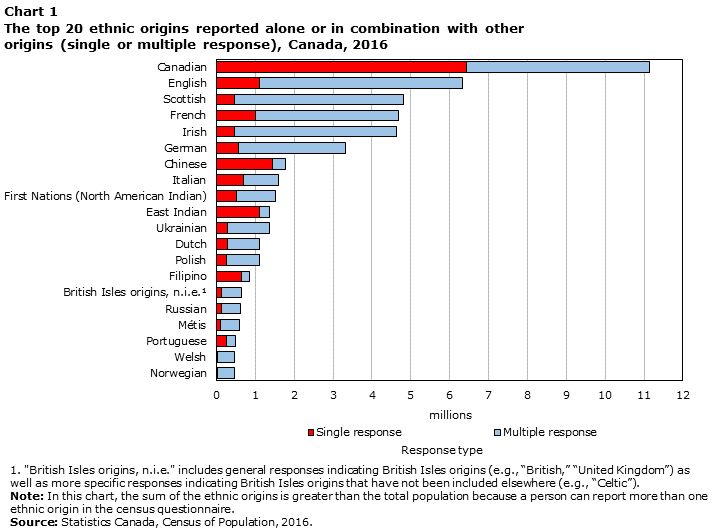 Chart 1
The top 20 ethnic origins reported alone or in combination with other
origins (single or multiple response), Canada, 2016
Canadian
English
Scottish
French
Irish
German
Chinese
Italian
First Nations (North American Indian)
East Indian
Ukrainian
Dutch
Polish
Filipino
British Isles origins, n.i.e.¹
Russian
Métis
Portuguese
Welsh
Norwegian
0 1 2 3 4 5 6 7 8 9 10 11 12
millions
Single response Multiple response
Response type
1. "British Isles origins, n.i.e." includes general responses indicating British Isles origins (e.g., “British,” “United Kingdom”) as
well as more specific responses indicating British Isles origins that have not been included elsewhere (e.g., “Celtic”).
Note: In this chart, the sum of the ethnic origins is greater than the total population because a person can report more than one
ethnic origin in the census questionnaire.
Source: Statistics Canada, Census of Population, 2016.